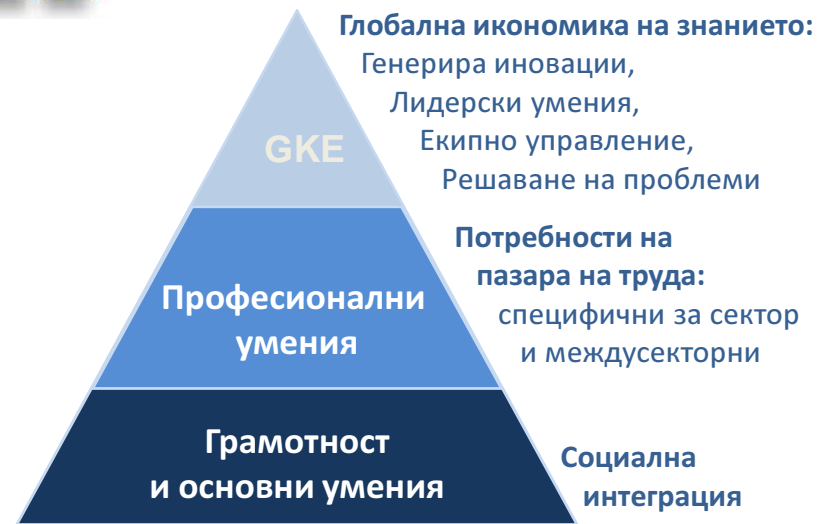 Глобална икономика на знанието:
Генерира иновации,
Лидерски умения,
Екипно управление,
Решаване на проблеми
GKE
Потребности на
пазара на труда:
специфични за сектор
и междусекторни
Професионални
умения
Грамотност
и основни умения
Социална
интеграция